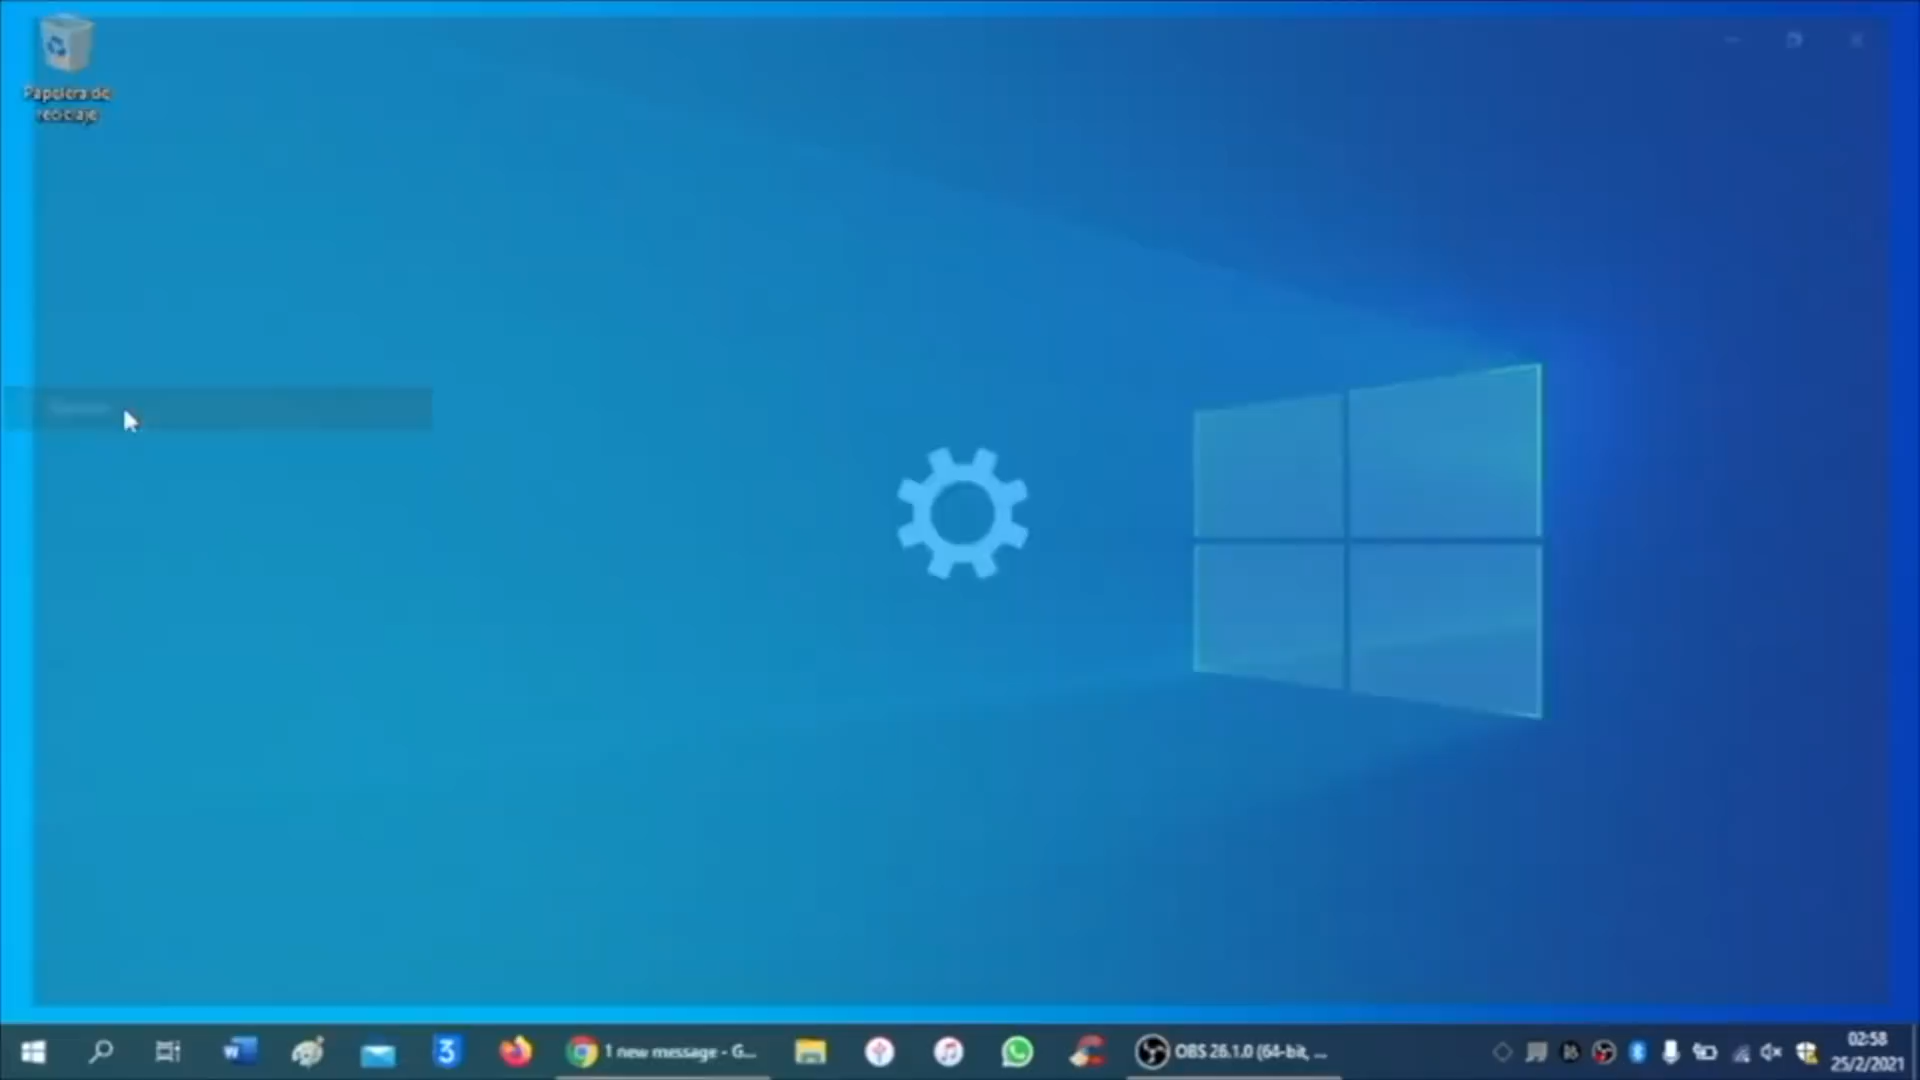 Papelera de
reciclaje
1 new message - G...
OBS 26.1.0 (64-bit, ...
02:58
25/2/2021